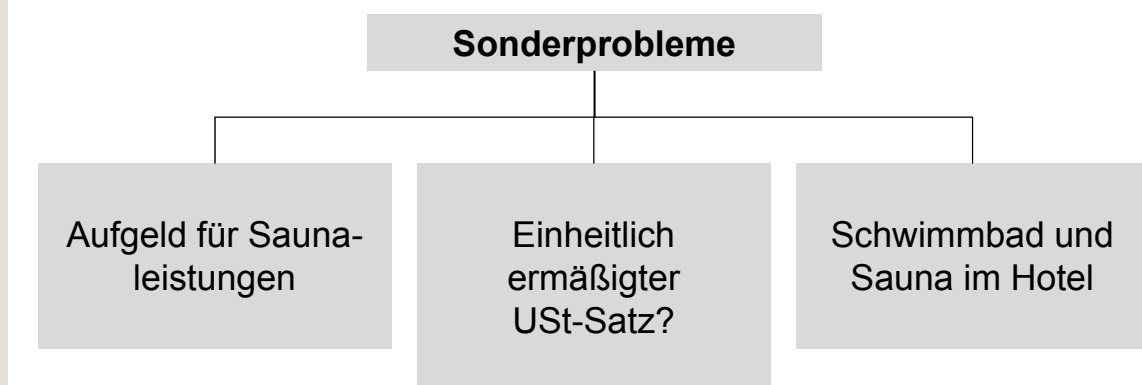 Sonderprobleme
Aufgeld für Sauna-
leistungen
Einheitlich
ermäßigter
USt-Satz?
Schwimmbad und
Sauna im Hotel